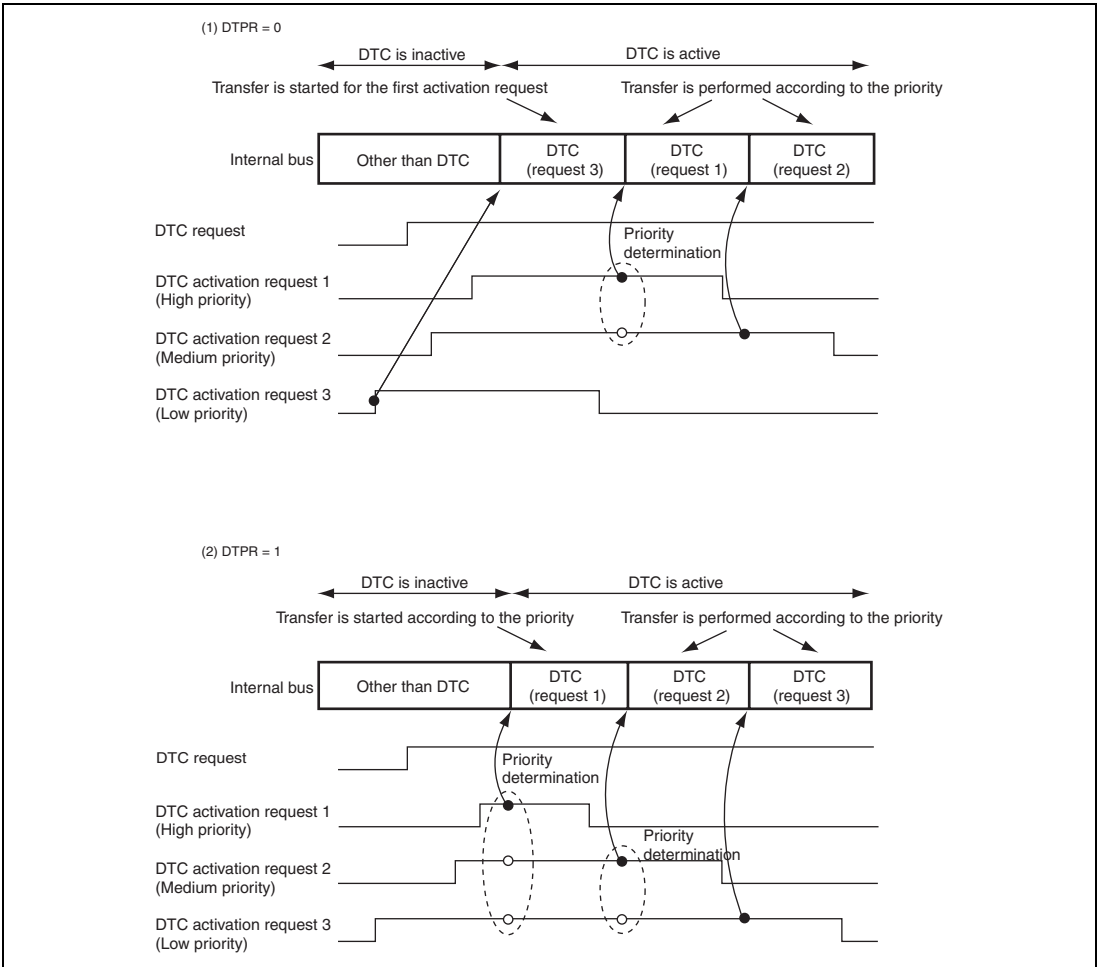 (1) DTPR = 0
DTC is inactive
DTC is active
Transfer is started for the first activation request
Transfer is performed according to the priority
Internal bus
Other than DTC
DTC
(request 3)
DTC
(request 1)
DTC
(request 2)
DTC request
Priority
determination
DTC activation request 1
(High priority)
DTC activation request 2
(Medium priority)
DTC activation request 3
(Low priority)
(2) DTPR = 1
DTC is inactive
DTC is active
Transfer is started according to the priority
Transfer is performed according to the priority
Internal bus
Other than DTC
DTC
(request 1)
DTC
(request 2)
DTC
(request 3)
DTC request
Priority
determination
DTC activation request 1
(High priority)
Priority
determination
DTC activation request 2
(Medium priority)
DTC activation request 3
(Low priority)